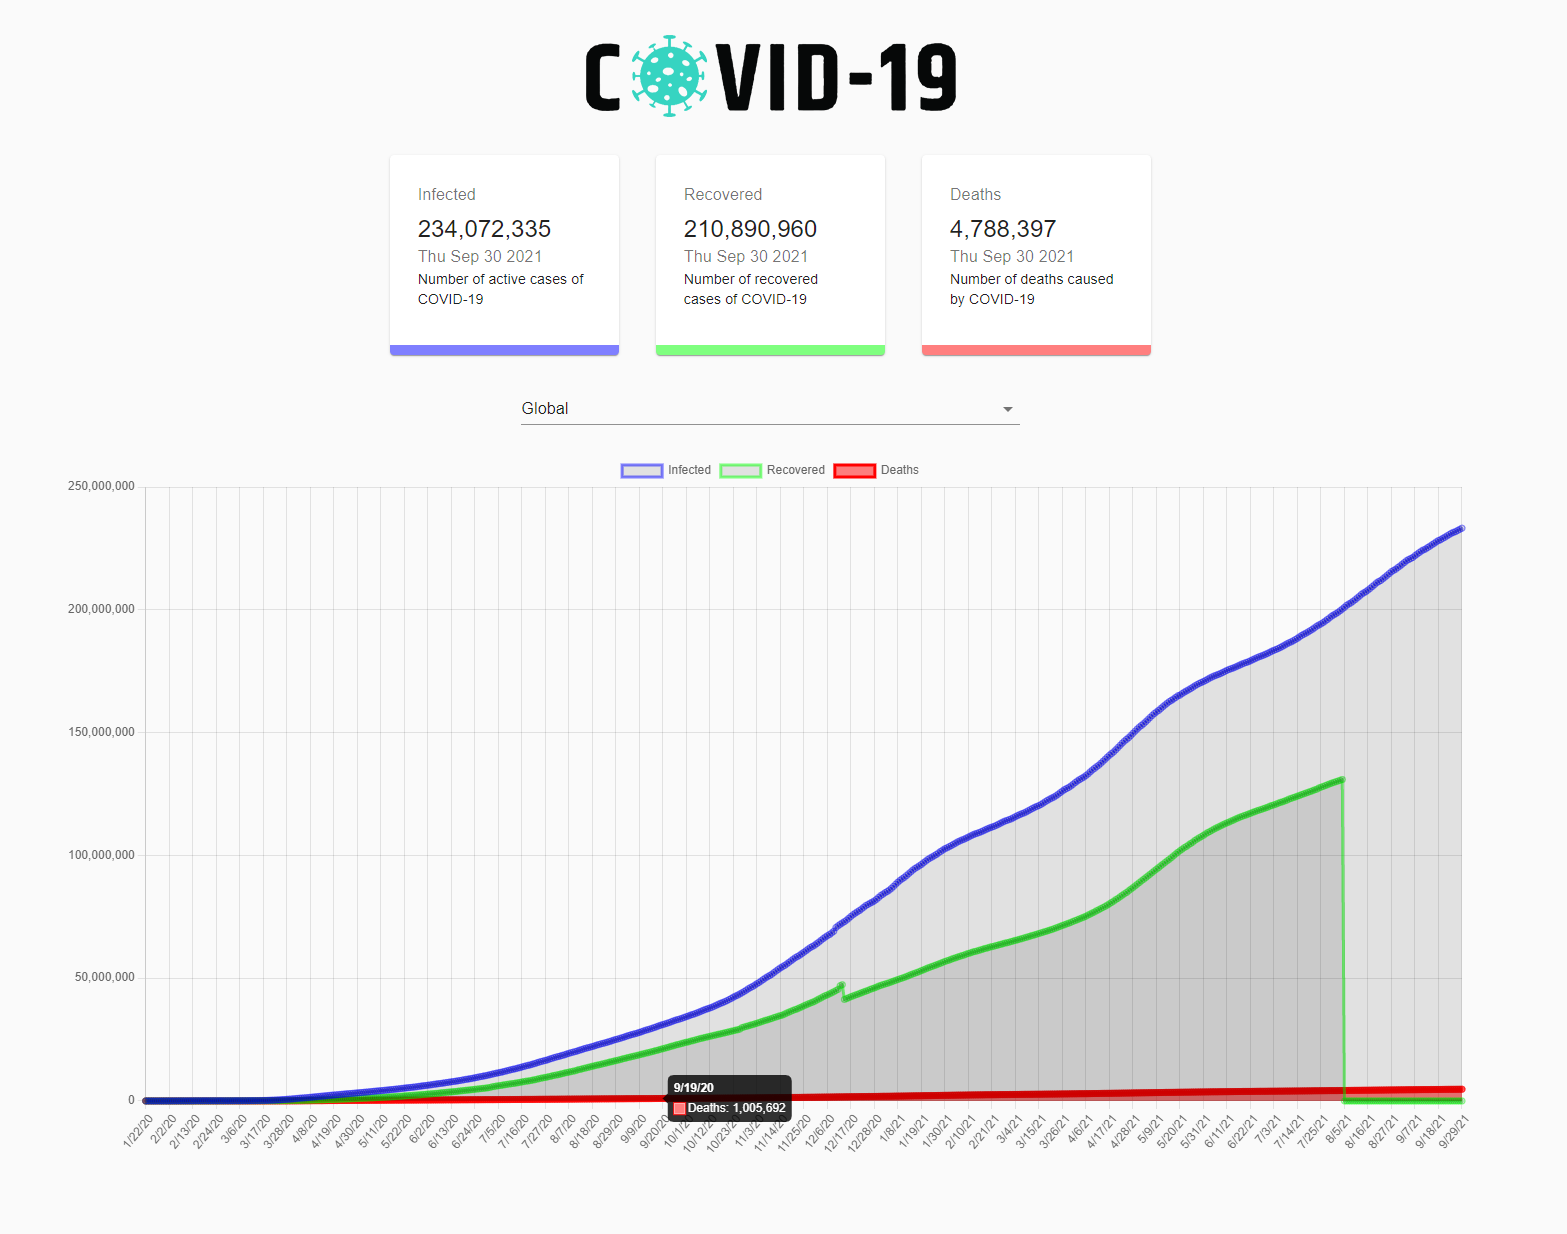 COVID-19
Infected
234,072,335
Thu Sep 30 2021
Number of active cases of
COVID-19
Recovered
210,890,960
Thu Sep 30 2021
Number of recovered
cases of COVID-19
Deaths
4,788,397
Thu Sep 30 2021
Number of deaths caused
by COVID-19
Global
Infected Recovered Deaths
250,000,000
200,000,000
150,000,000
100,000,000
50,000,000
0
9/19/20
Deaths: 1,005,692
1/22/20 2/2/20 2/13/20 2/24/20 3/6/20 3/17/20 3/28/20 4/8/20 4/19/20 4/30/20 5/11/20 5/22/20 6/2/20 6/13/20 6/24/20 7/5/20 7/16/20 7/27/20 8/7/20 8/18/20 8/29/20 9/9/20 9/20/20 10/1/20 10/12/20 10/23/20 11/3/20 11/14/20 11/25/20 12/6/20 12/17/20 12/28/20 1/8/21 1/19/21 1/30/21 2/10/21 2/21/21 3/4/21 3/15/21 3/26/21 4/6/21 4/17/21 4/28/21 5/9/21 5/20/21 5/31/21 6/11/21 6/22/21 7/3/21 7/14/21 7/25/21 8/5/21 8/16/21 8/27/21 9/7/21 9/18/21 9/29/21